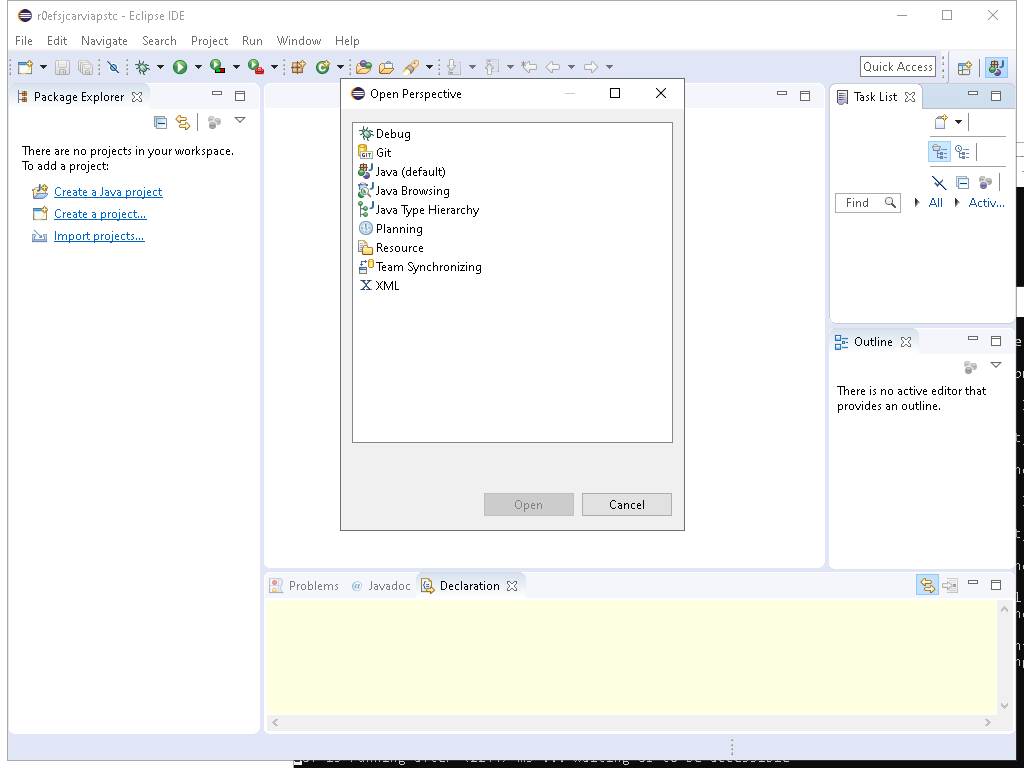 r0efsjcarviapstc - Eclipse IDE
File Edit Navigate Search Project Run Window Help
Quick Access
Package Explorer
There are no projects in your workspace.
To add a project:
Create a Java project
Create a project...
Import projects...
Open Perspective
Debug
Git
Java (default)
Java Browsing
Java Type Hierarchy
Planning
Resource
Team Synchronizing
XML
Open Cancel
Task List
Find All Activ...
Outline
There is no active editor that
provides an outline.
Problems Javadoc Declaration